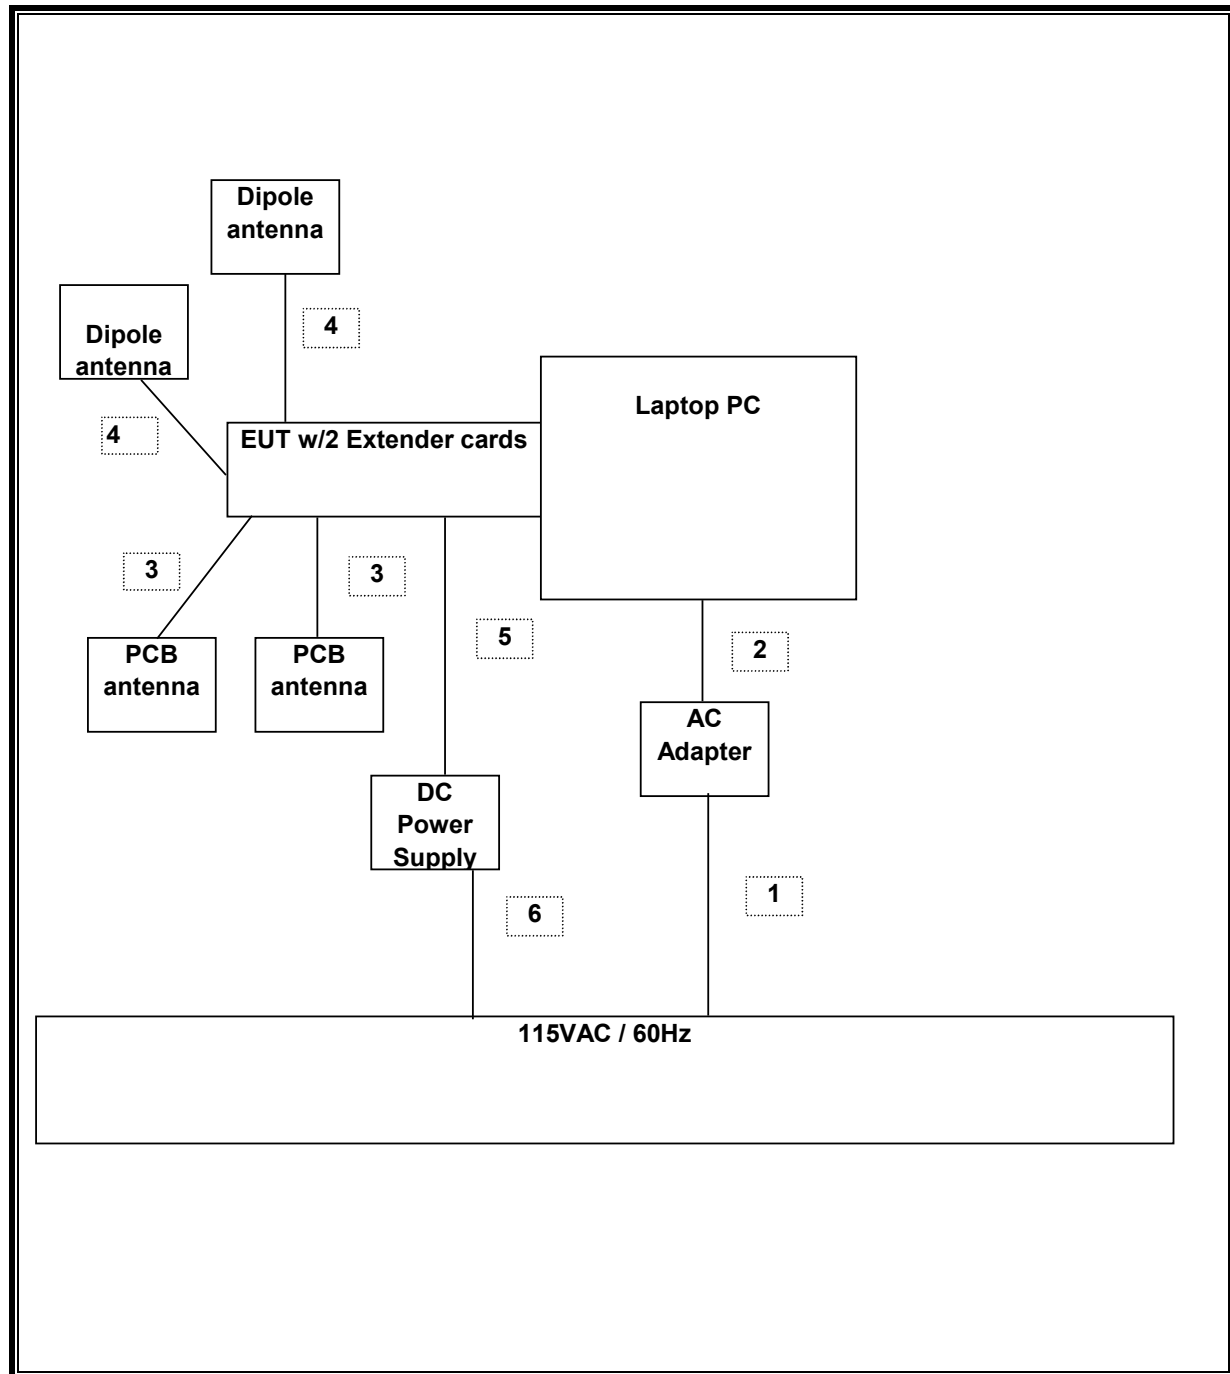 Dipole
antenna
4
Dipole
antenna
4
Laptop PC
EUT w/2 Extender cards
3
3
5
2
PCB
antenna
PCB
antenna
AC
Adapter
DC
Power
Supply
1
6
115VAC / 60Hz